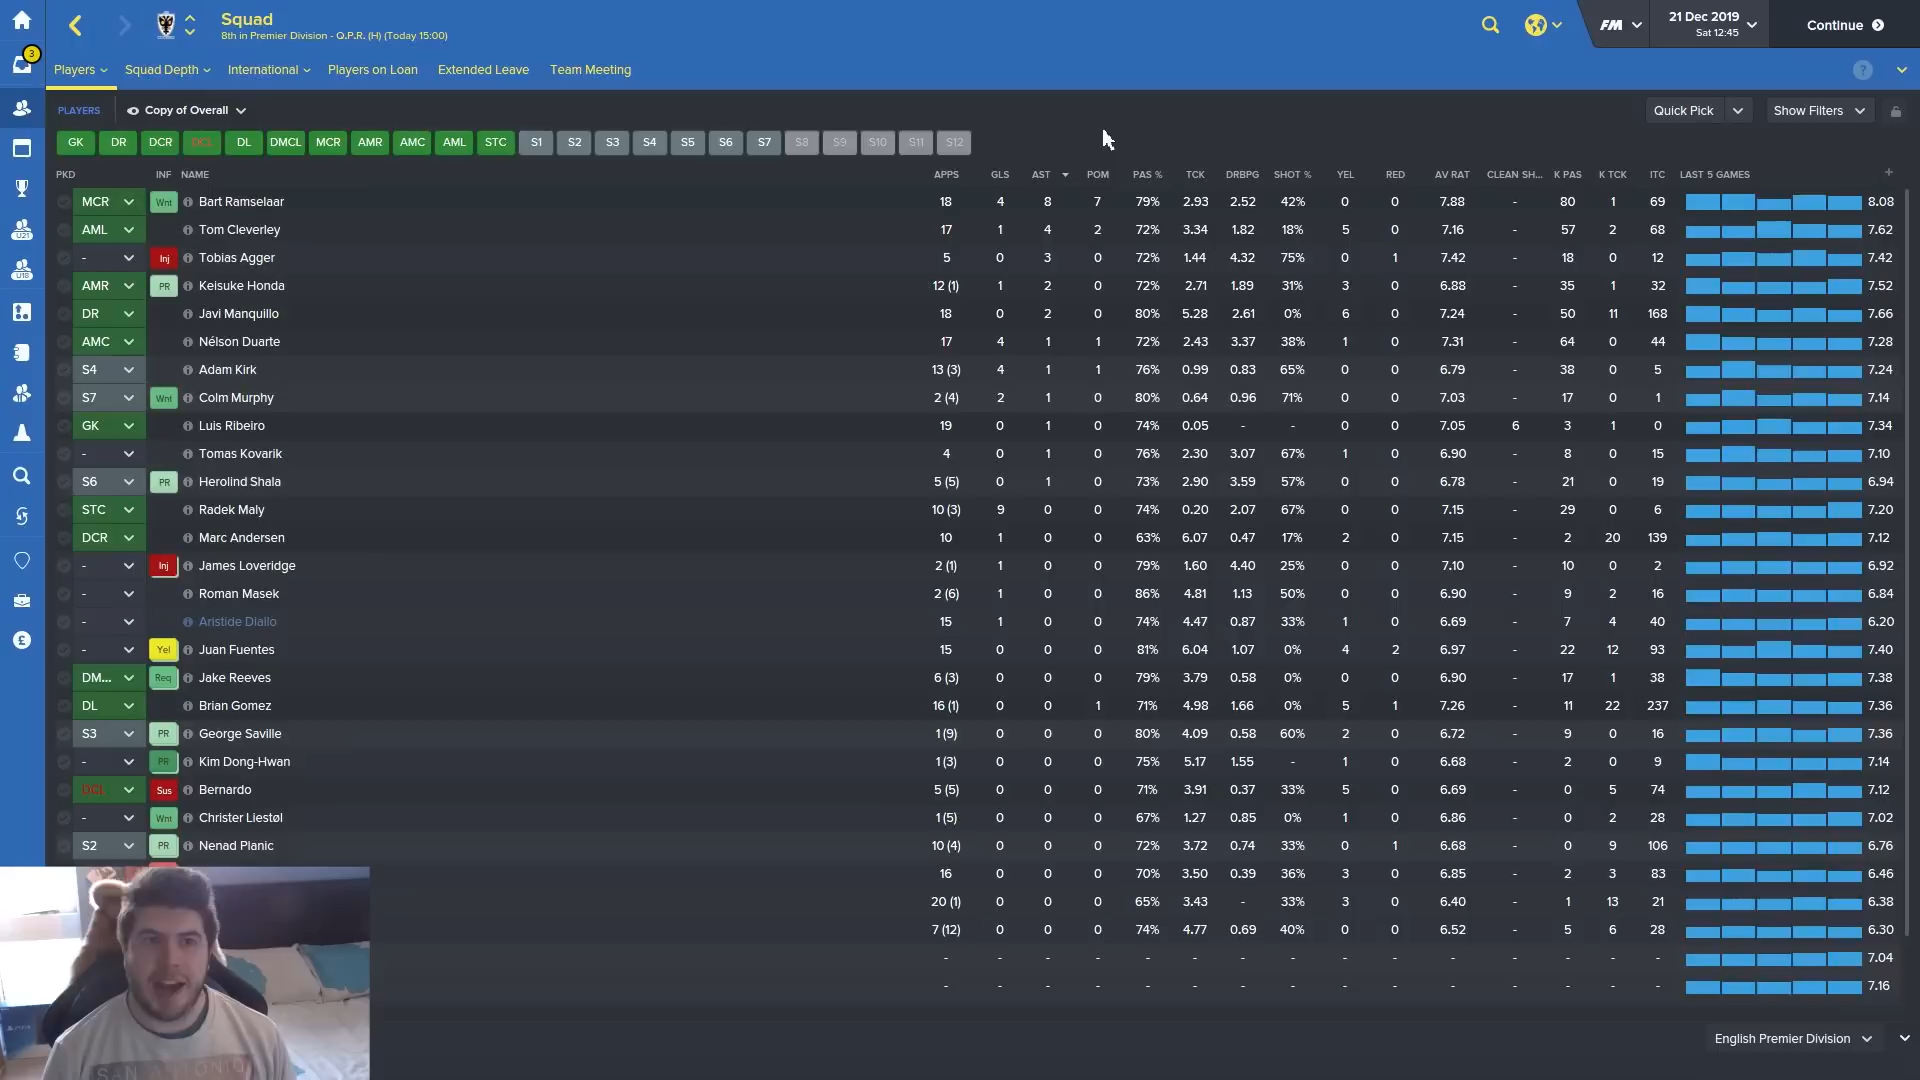 Squad
8th in Premier Division - Q.P.R. (H) (Today 15:00)
3
FM
21 Dec 2019
Sat 12:45
Continue
Players
Squad Depth
International
Players on Loan
Extended Leave
Team Meeting
?
PLAYERS
Copy of Overall
Quick Pick
Show Filters
GK DR DCR DCL DL DMCL MCR AMR AMC AML STC S1 S2 S3 S4 S5 S6 S7 S8 S9 S10 S11 S12
PKD INF NAME APPS GLS AST POM PAS % TCK DRBPG SHOT % YEL RED AV RAT CLEAN SH... K PAS K TCK ITC LAST 5 GAMES +
MCR Wnt Bart Ramselaar 18 4 8 7 79% 2.93 2.52 42% 0 0 7.88 - 80 1 69 8.08
AML Tom Cleverley 17 1 4 2 72% 3.34 1.82 18% 5 0 7.16 - 57 2 68 7.62
- Inj Tobias Agger 5 0 3 0 72% 1.44 4.32 75% 0 1 7.42 - 18 0 12 7.42
AMR PR Keisuke Honda 12 (1) 1 2 0 72% 2.71 1.89 31% 3 0 6.88 - 35 1 32 7.52
DR Javi Manquillo 18 0 2 0 80% 5.28 2.61 0% 6 0 7.24 - 50 11 168 7.66
AMC Nélson Duarte 17 4 1 1 72% 2.43 3.37 38% 1 0 7.31 - 64 0 44 7.28
S4 Adam Kirk 13 (3) 4 1 1 76% 0.99 0.83 65% 0 0 6.79 - 38 0 5 7.24
S7 Wnt Colm Murphy 2 (4) 2 1 0 80% 0.64 0.96 71% 0 0 7.03 - 17 0 1 7.14
GK Luis Ribeiro 19 0 1 0 74% 0.05 - - 0 0 7.05 6 3 1 0 7.34
- Tomas Kovarik 4 0 1 0 76% 2.30 3.07 67% 1 0 6.90 - 8 0 15 7.10
S6 PR Herolind Shala 5 (5) 0 1 0 73% 2.90 3.59 57% 0 0 6.78 - 21 0 19 6.94
STC Radek Maly 10 (3) 9 0 0 74% 0.20 2.07 67% 0 0 7.15 - 29 0 6 7.20
DCR Marc Andersen 10 1 0 0 63% 6.07 0.47 17% 2 0 7.15 - 2 20 139 7.12
- Inj James Loveridge 2 (1) 1 0 0 79% 1.60 4.40 25% 0 0 7.10 - 10 0 2 6.92
- Roman Masek 2 (6) 1 0 0 86% 4.81 1.13 50% 0 0 6.90 - 9 2 16 6.84
- Aristide Diallo 15 1 0 0 74% 4.47 0.87 33% 1 0 6.69 - 7 4 40 6.20
- Yel Juan Fuentes 15 0 0 0 81% 6.04 1.07 0% 4 2 6.97 - 22 12 93 7.40
DM... Req Jake Reeves 6 (3) 0 0 0 79% 3.79 0.58 0% 0 0 6.90 - 17 1 38 7.38
DL Brian Gomez 16 (1) 0 0 1 71% 4.98 1.66 0% 5 1 7.26 - 11 22 237 7.36
S3 PR George Saville 1 (9) 0 0 0 80% 4.09 0.58 60% 2 0 6.72 - 9 0 16 7.36
- PR Kim Dong-Hwan 1 (3) 0 0 0 75% 5.17 1.55 - 1 0 6.68 - 2 0 9 7.14
DCL Sus Bernardo 5 (5) 0 0 0 71% 3.91 0.37 33% 5 0 6.69 - 0 5 74 7.12
- Wnt Christer Liestøl 1 (5) 0 0 0 67% 1.27 0.85 0% 1 0 6.86 - 0 2 28 7.02
S2 PR Nenad Planic 10 (4) 0 0 0 72% 3.72 0.74 33% 0 1 6.68 - 0 9 106 6.76
16 0 0 0 70% 3.50 0.39 36% 3 0 6.85 - 2 3 83 6.46
20 (1) 0 0 0 65% 3.43 - 33% 3 0 6.40 - 1 13 21 6.38
7 (12) 0 0 0 74% 4.77 0.69 40% 0 0 6.52 - 5 6 28 6.30
- - - - - - - - - - - - - - - 7.04
- - - - - - - - - - - - - - - 7.16
SAN ANTONIO
English Premier Division